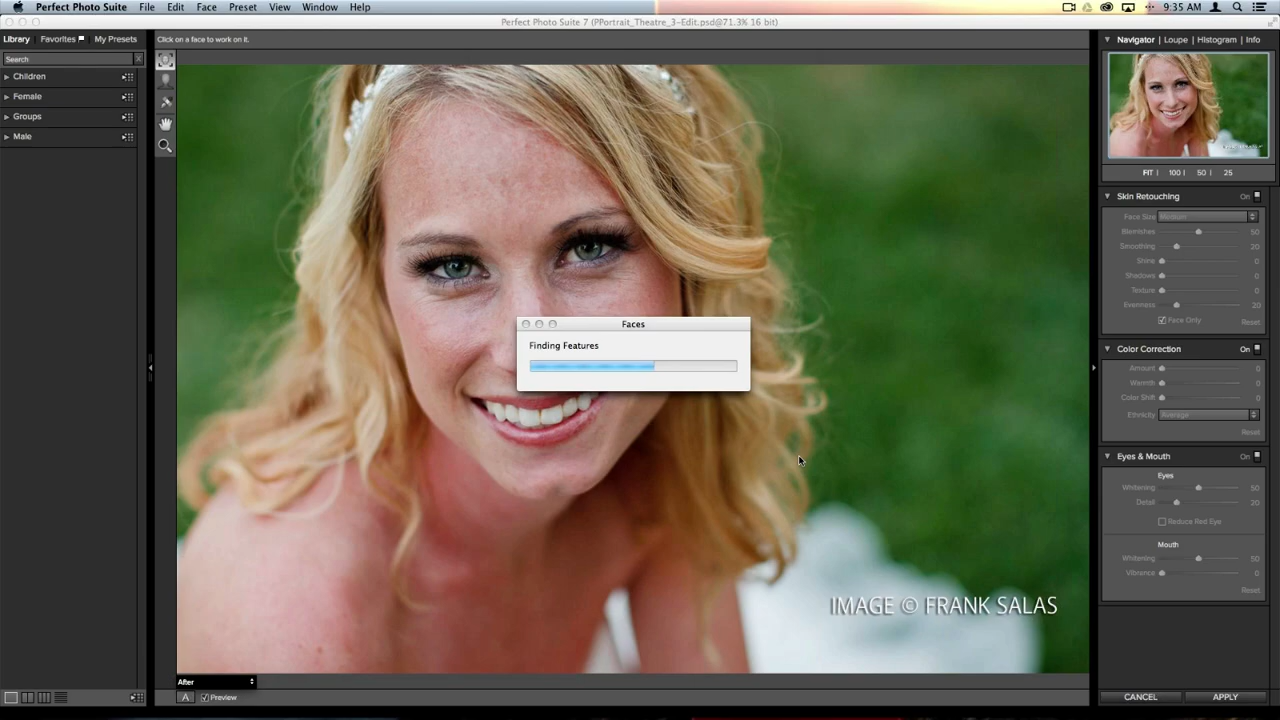 Perfect Photo Suite File Edit Face Preset View Window Help 9:35 AM
Perfect Photo Suite 7 (PPortrait_Theatre_3-Edit.psd@71.3% 16 bit)
Library Favorites My Presets
Click on a face to work on it.
Navigator | Loupe | Histogram | Info
Search X
Children
Female
Groups
Male
FIT | 100 | 50 | 25
Skin Retouching On
Face Size Medium
Blemishes 50
Smoothing 20
Shine 0
Shadows 0
Texture 0
Evenness 20
Face Only Reset
Faces
Finding Features
Color Correction On
Amount 0
Warmth 0
Color Shift 0
Ethnicity Average
Reset
Eyes & Mouth On
Eyes
Whitening 50
Detail 20
Reduce Red Eye
Mouth
Whitening 50
Vibrance 0
Reset
IMAGE © FRANK SALAS
After
A Preview
CANCEL APPLY